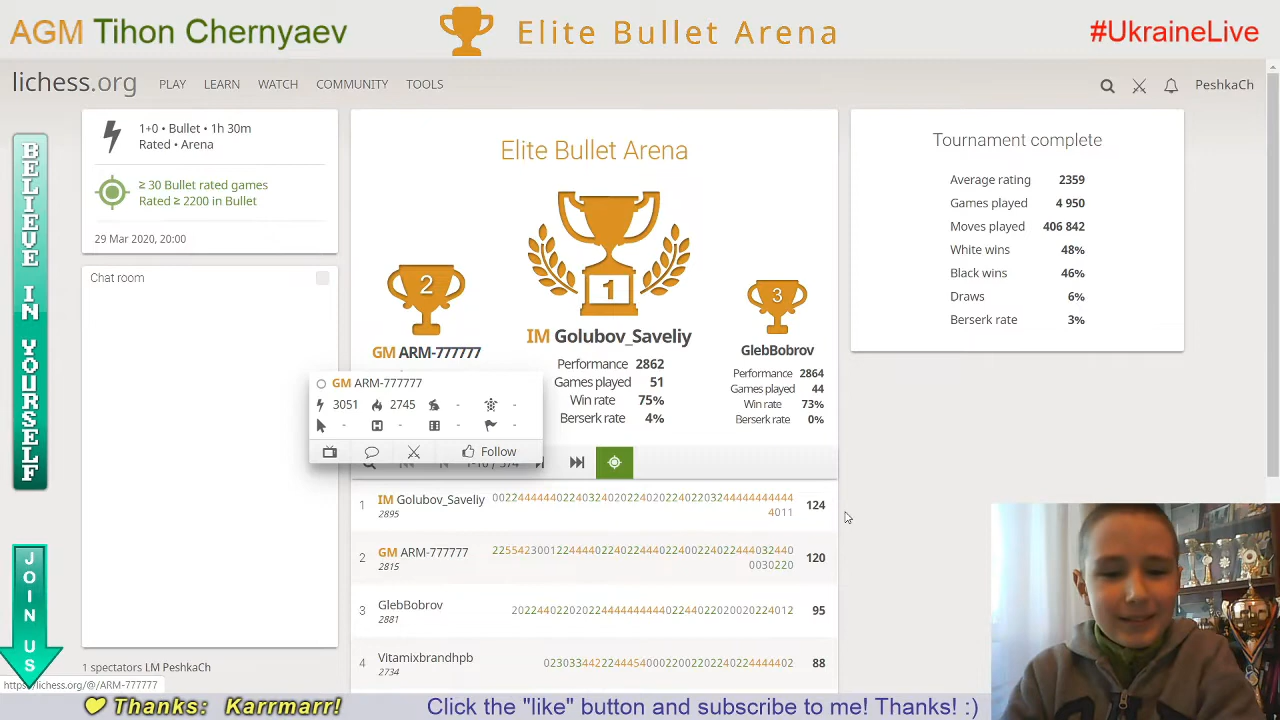 AGM Tihon Chernyaev
Elite Bullet Arena
#UkraineLive
lichess.org
PLAY LEARN WATCH COMMUNITY TOOLS
PeshkaCh
BELIEVE IN YOURSELF
JOIN US
1+0 • Bullet • 1h 30m
Rated • Arena
≥ 30 Bullet rated games
Rated ≥ 2200 in Bullet
29 Mar 2020, 20:00
Chat room
1 spectators LM PeshkaCh
https://lichess.org/@/ARM-777777
Elite Bullet Arena
2
1
3
GM ARM-777777
IM Golubov_Saveliy
Performance 2862
Games played 51
Win rate 75%
Berserk rate 4%
GlebBobrov
Performance 2864
Games played 44
Win rate 73%
Berserk rate 0%
GM ARM-777777
3051 2745 - -
- - - -
Follow
1 IM Golubov_Saveliy 124
2895
2 GM ARM-777777 120
2815
0030220
3 GlebBobrov 95
2881
4 Vitamixbrandhpb 88
2734
4011
Tournament complete
Average rating 2359
Games played 4 950
Moves played 406 842
White wins 48%
Black wins 46%
Draws 6%
Berserk rate 3%
Thanks: Karrmarr!
Click the "like" button and subscribe to me! Thanks! :)